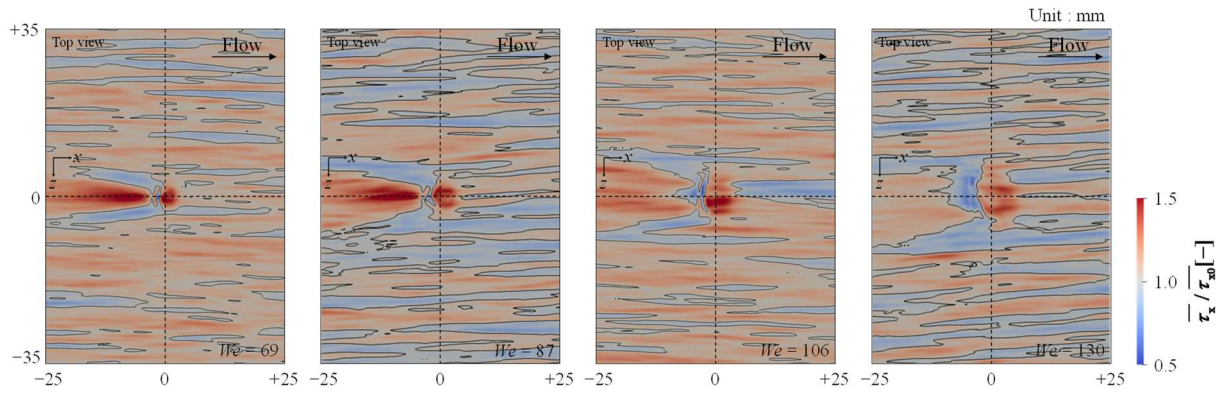 Unit : mm
+35
0
−35
Top view
Flow
x
z
We = 69
−25
0
+25
Top view
Flow
x
z
We = 87
−25
0
+25
Top view
Flow
x
z
We = 106
−25
0
+25
Top view
Flow
x
z
We = 130
−25
0
+25
1.5
1.0
0.5
τx / τx0 [−]